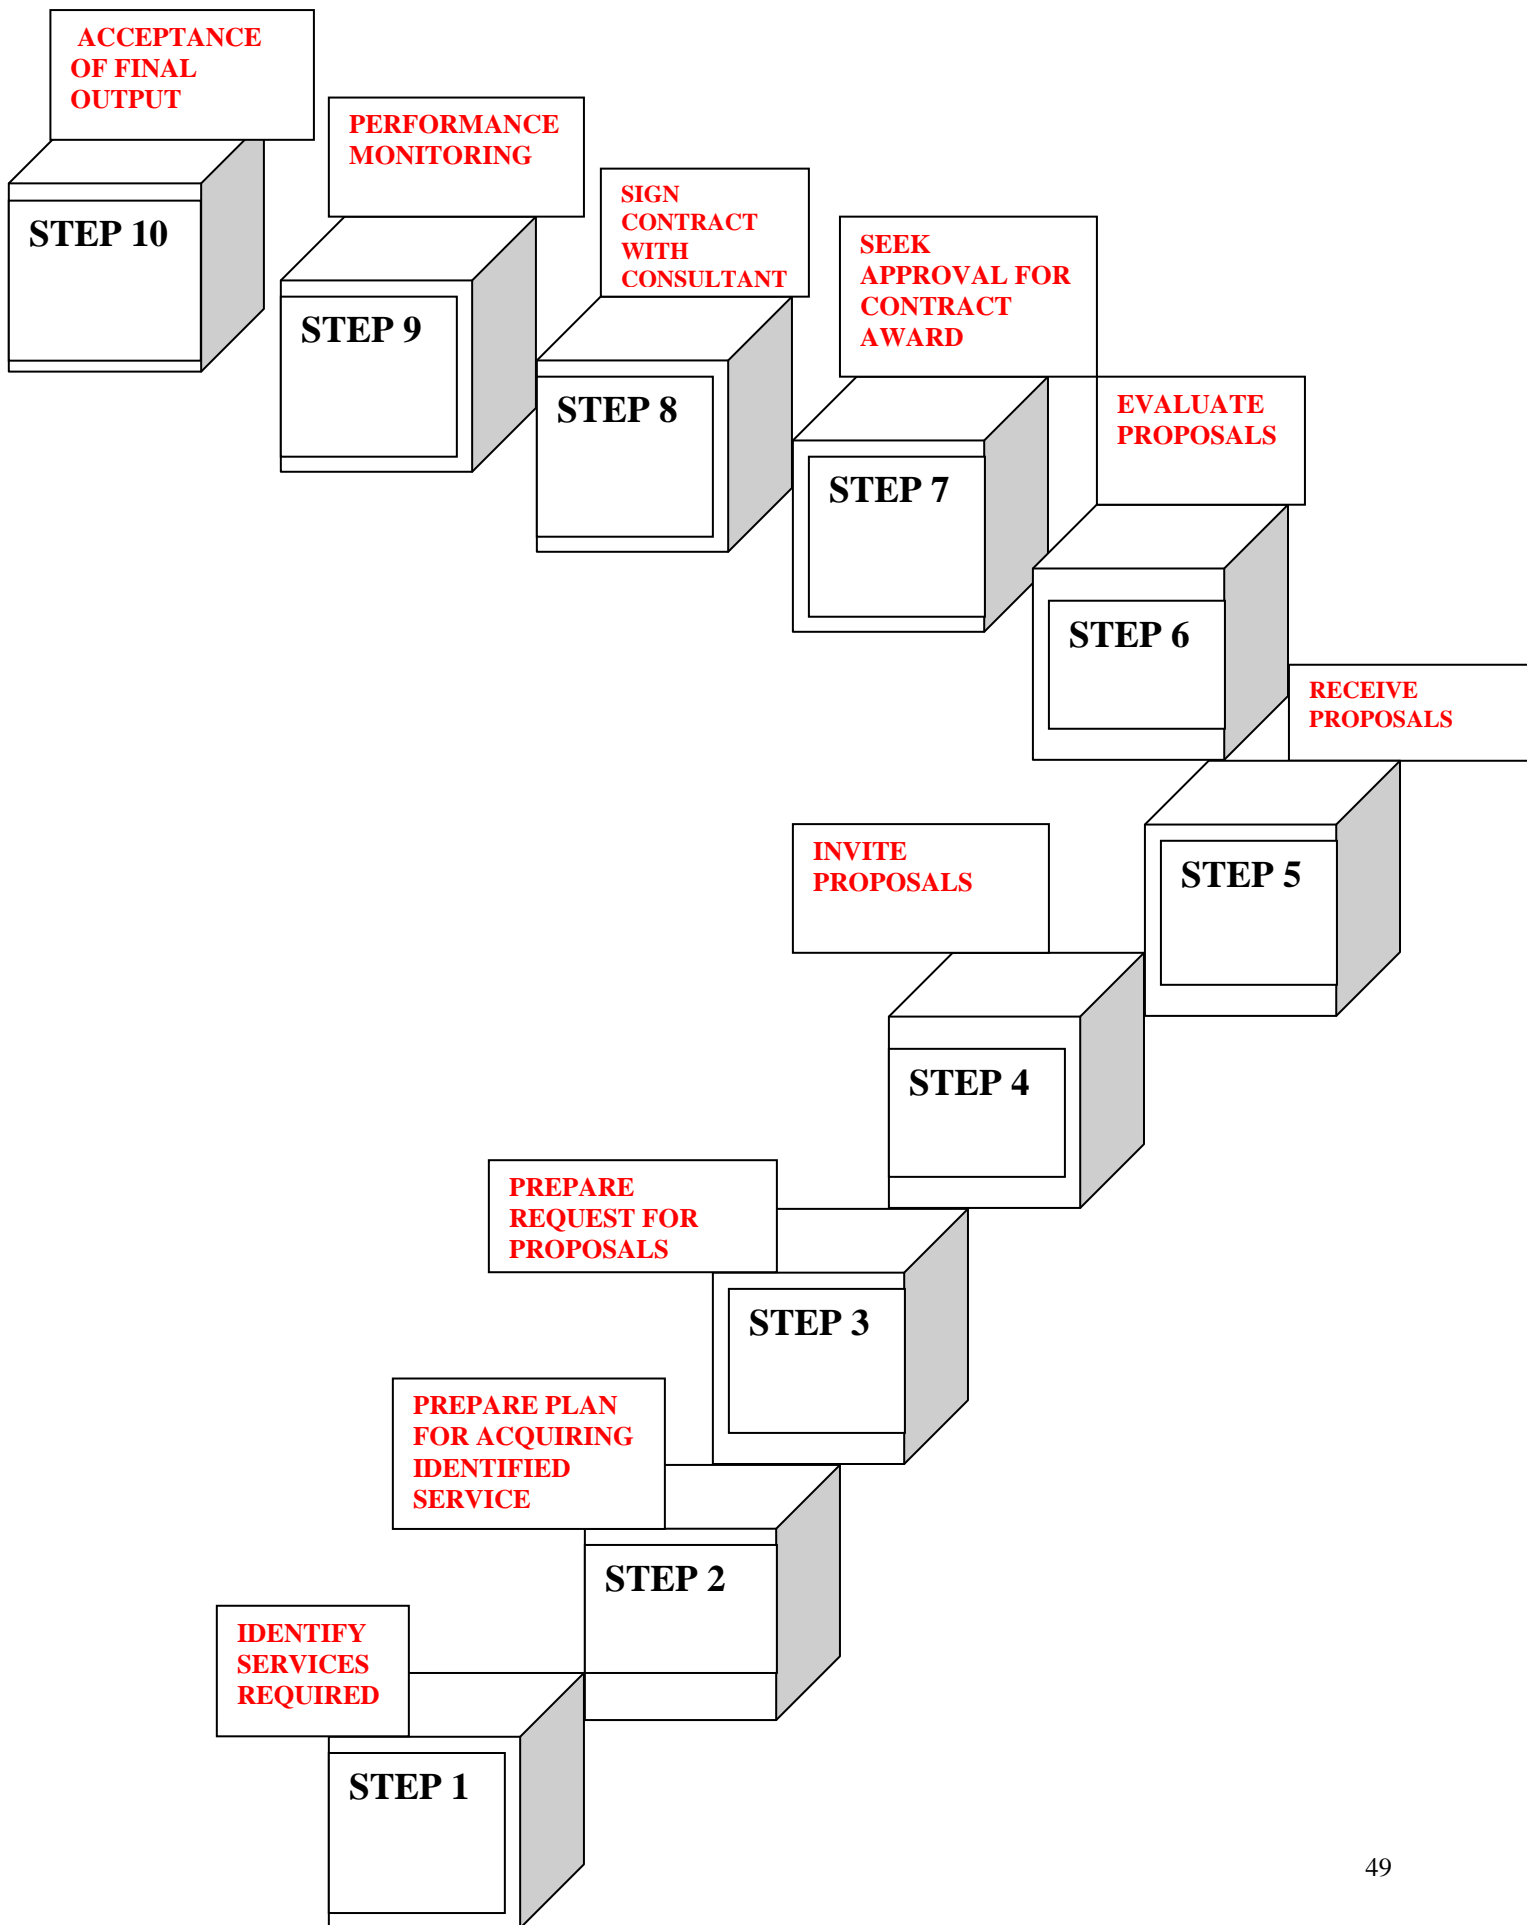 ACCEPTANCE
OF FINAL
OUTPUT
STEP 10
PERFORMANCE
MONITORING
STEP 9
SIGN
CONTRACT
WITH
CONSULTANT
STEP 8
SEEK
APPROVAL FOR
CONTRACT
AWARD
STEP 7
EVALUATE
PROPOSALS
STEP 6
RECEIVE
PROPOSALS
STEP 5
INVITE
PROPOSALS
STEP 4
PREPARE
REQUEST FOR
PROPOSALS
STEP 3
PREPARE PLAN
FOR ACQUIRING
IDENTIFIED
SERVICE
STEP 2
IDENTIFY
SERVICES
REQUIRED
STEP 1
49